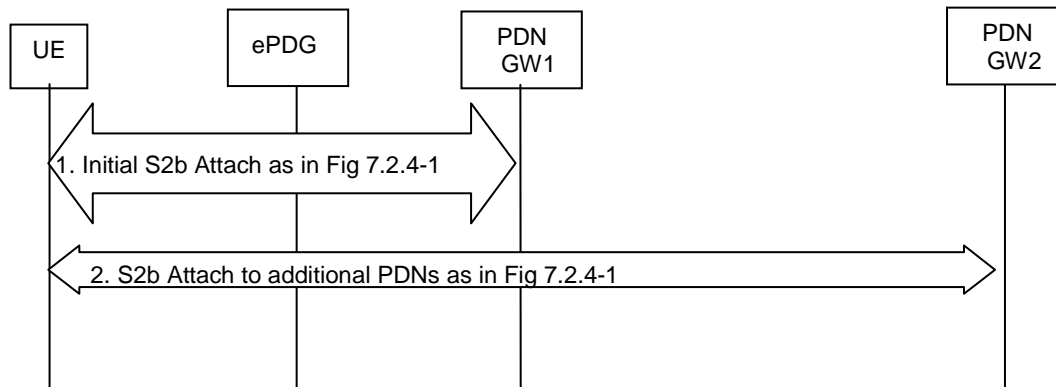 UE
ePDG
PDN
GW1
PDN
GW2
1. Initial S2b Attach as in Fig 7.2.4-1
2. S2b Attach to additional PDNs as in Fig 7.2.4-1